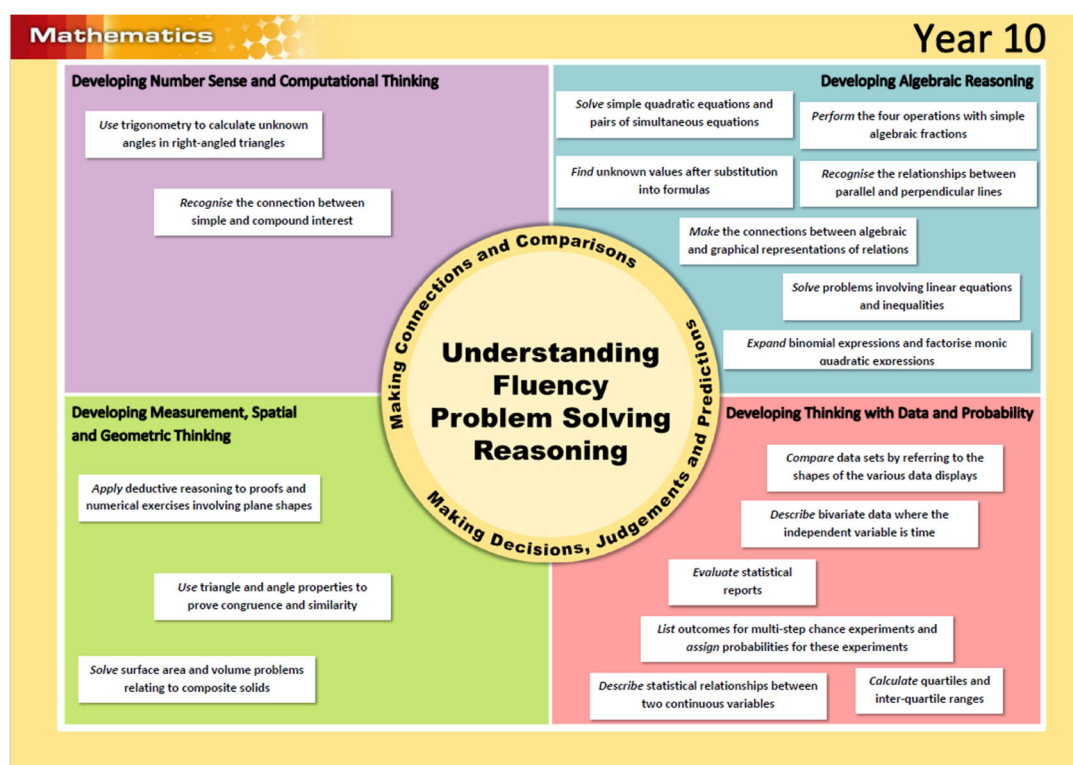 Mathematics
Year 10
Developing Number Sense and Computational Thinking
Use trigonometry to calculate unknown
angles in right-angled triangles
Recognise the connection between
simple and compound interest
Developing Algebraic Reasoning
Solve simple quadratic equations and
pairs of simultaneous equations
Perform the four operations with simple
algebraic fractions
Find unknown values after substitution
into formulas
Recognise the relationships between
parallel and perpendicular lines
Make the connections between algebraic
and graphical representations of relations
Solve problems involving linear equations
and inequalities
Expand binomial expressions and factorise monic
quadratic expressions
Making Connections and Comparisons
Understanding
Fluency
Problem Solving
Reasoning
Making Decisions, Judgements and Predictions
Developing Measurement, Spatial
and Geometric Thinking
Apply deductive reasoning to proofs and
numerical exercises involving plane shapes
Use triangle and angle properties to
prove congruence and similarity
Solve surface area and volume problems
relating to composite solids
Developing Thinking with Data and Probability
Compare data sets by referring to the
shapes of the various data displays
Describe bivariate data where the
independent variable is time
Evaluate statistical
reports
List outcomes for multi-step chance experiments and
assign probabilities for these experiments
Describe statistical relationships between
two continuous variables
Calculate quartiles and
inter-quartile ranges